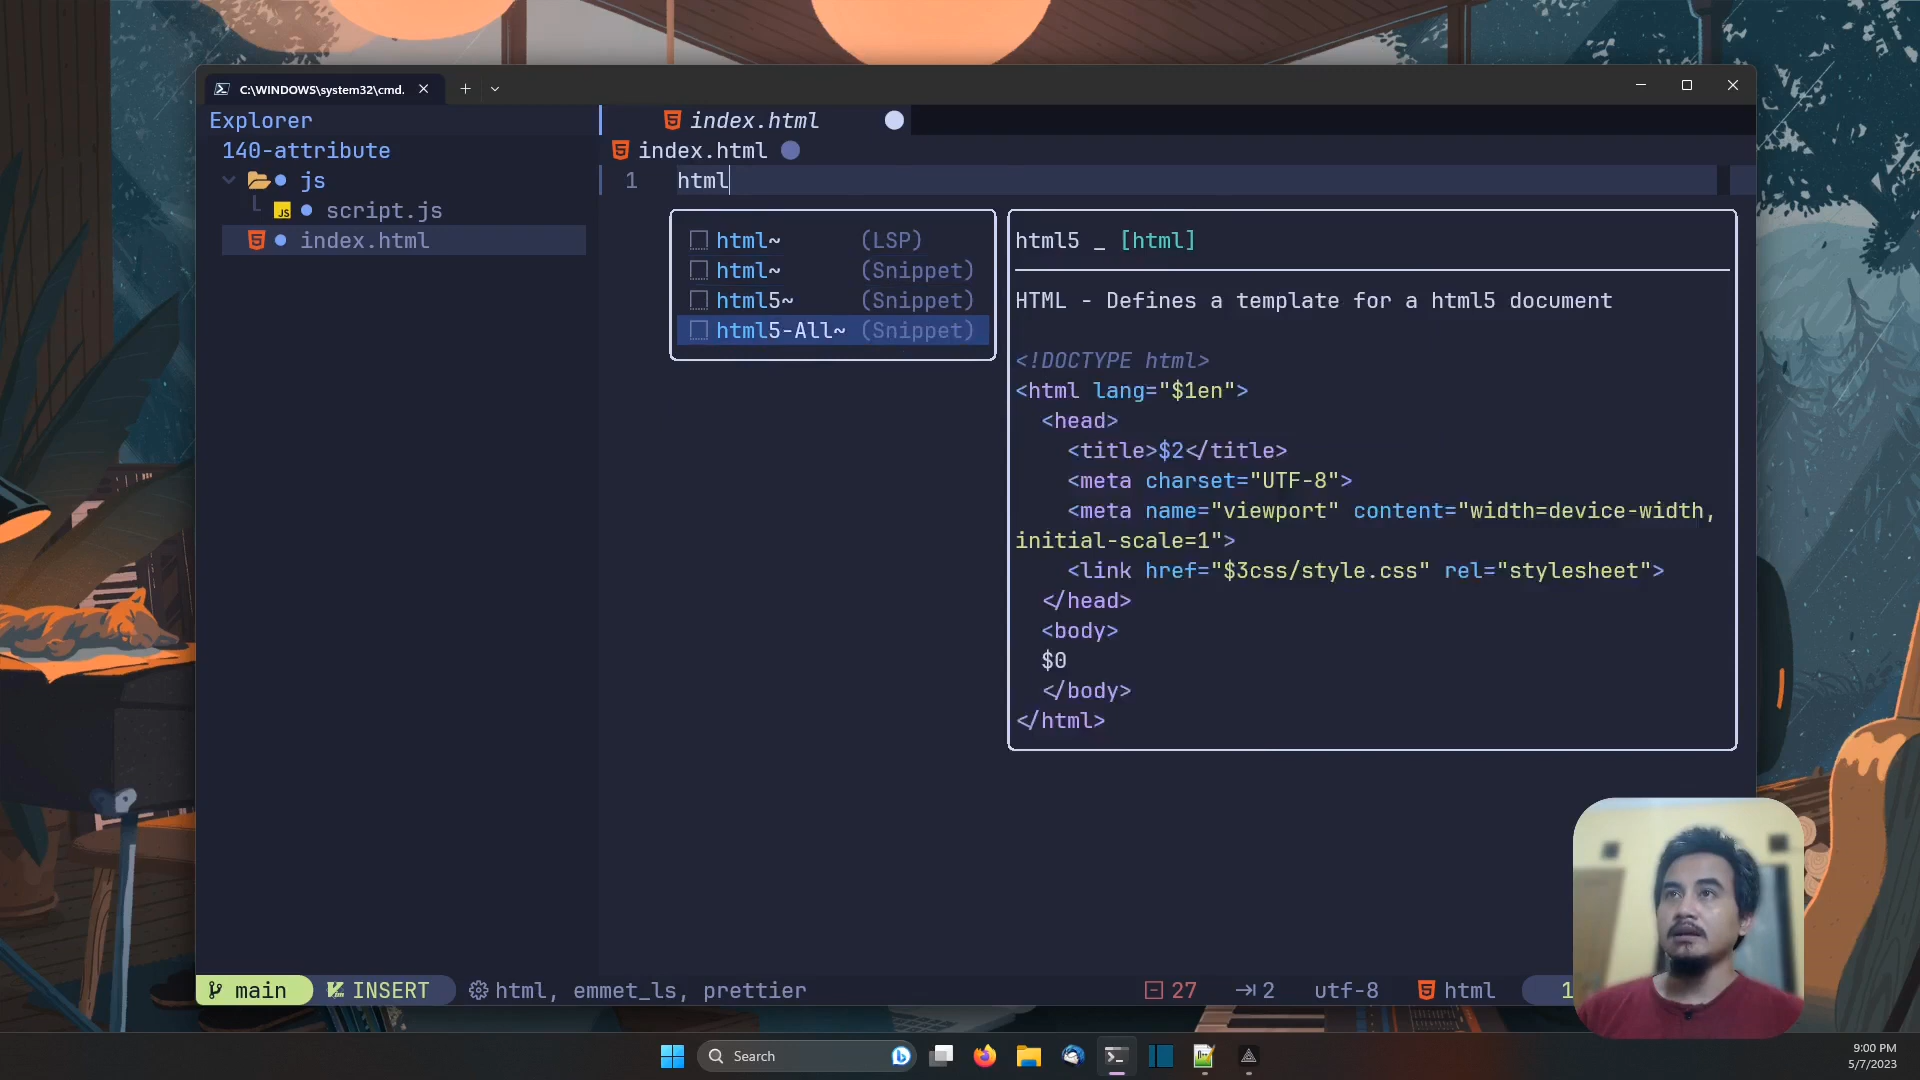 C:\WINDOWS\system32\cmd.
Explorer
index.html
140-attribute
index.html
js
1 html
script.js
index.html
html~ (LSP)
html~ (Snippet)
html5~ (Snippet)
html5-All~ (Snippet)
html5 _ [html]
HTML - Defines a template for a html5 document
<!DOCTYPE html>
<html lang="$1en">
<head>
<title>$2</title>
<meta charset="UTF-8">
<meta name="viewport" content="width=device-width,
initial-scale=1">
<link href="$3css/style.css" rel="stylesheet">
</head>
<body>
$0
</body>
</html>
main INSERT html, emmet_ls, prettier 27 2 utf-8 html 1
Search
9:00 PM
5/7/2023